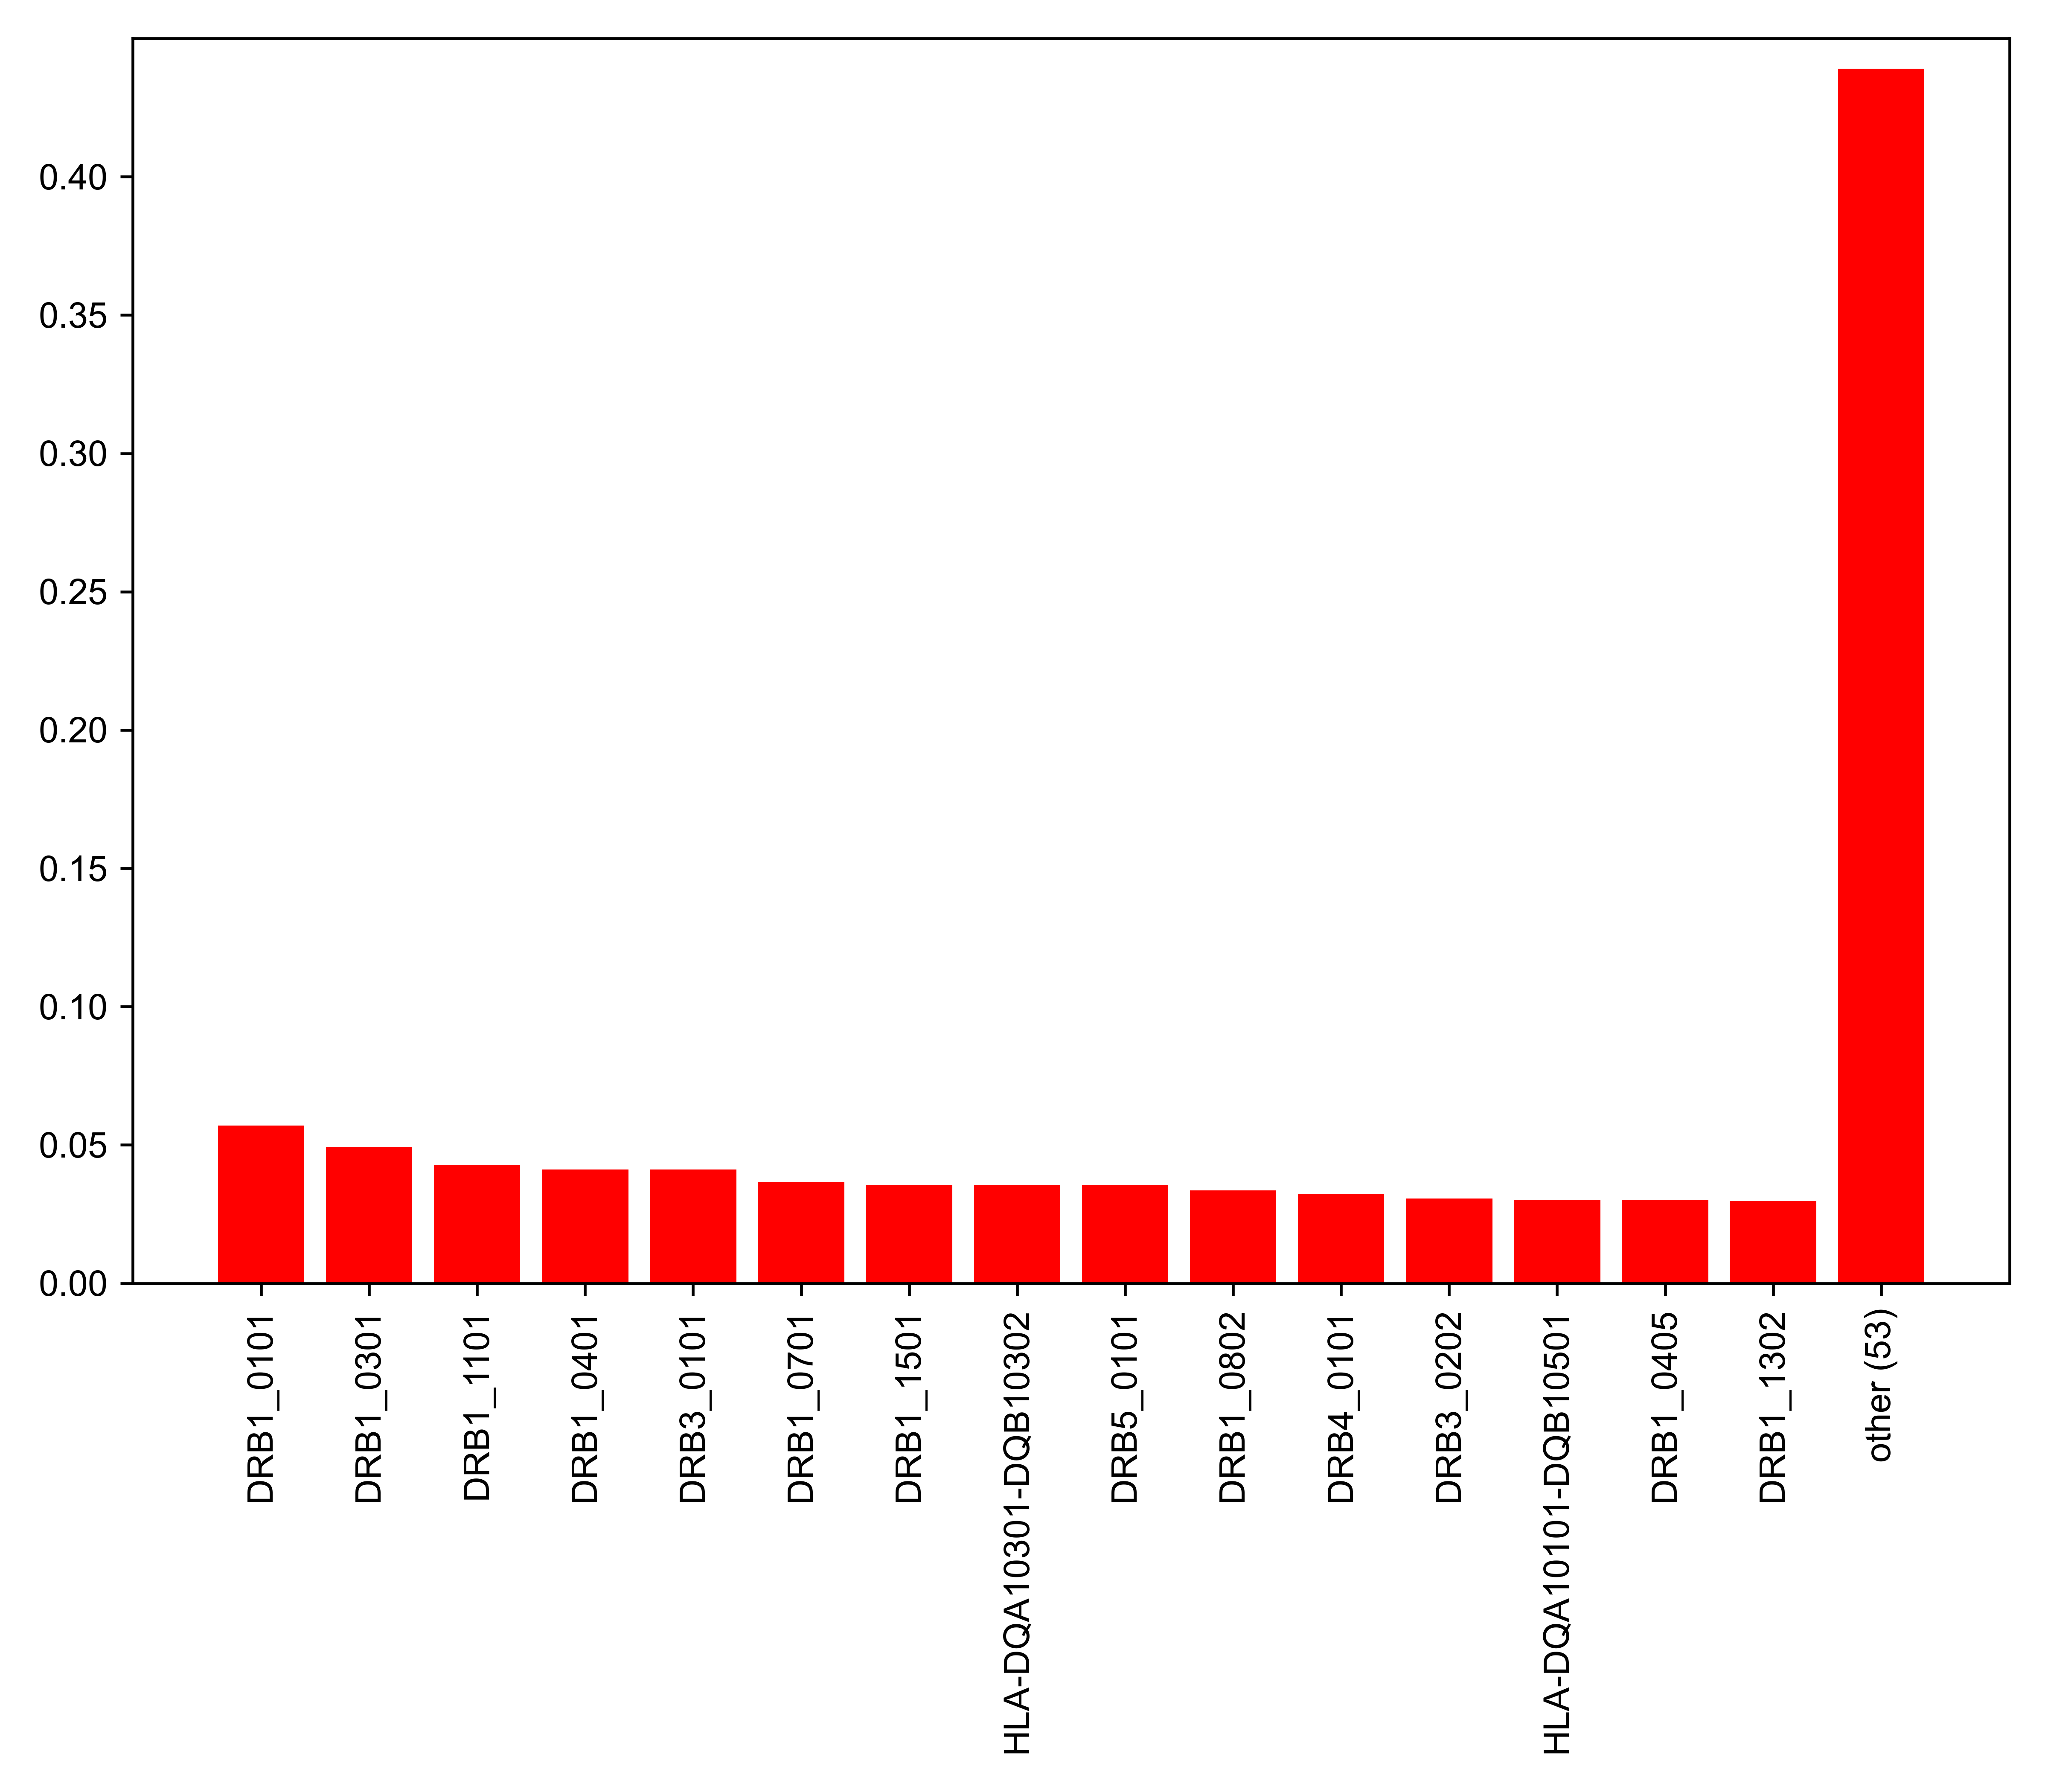 0.40
0.35
0.30
0.25
0.20
0.15
0.10
0.05
0.00
DRB1_0101
DRB1_0301
DRB1_1101
DRB1_0401
DRB3_0101
DRB1_0701
DRB1_1501
HLA-DQA10301-DQB10302
DRB5_0101
DRB1_0802
DRB4_0101
DRB3_0202
HLA-DQA10101-DQB10501
DRB1_0405
DRB1_1302
other (53)